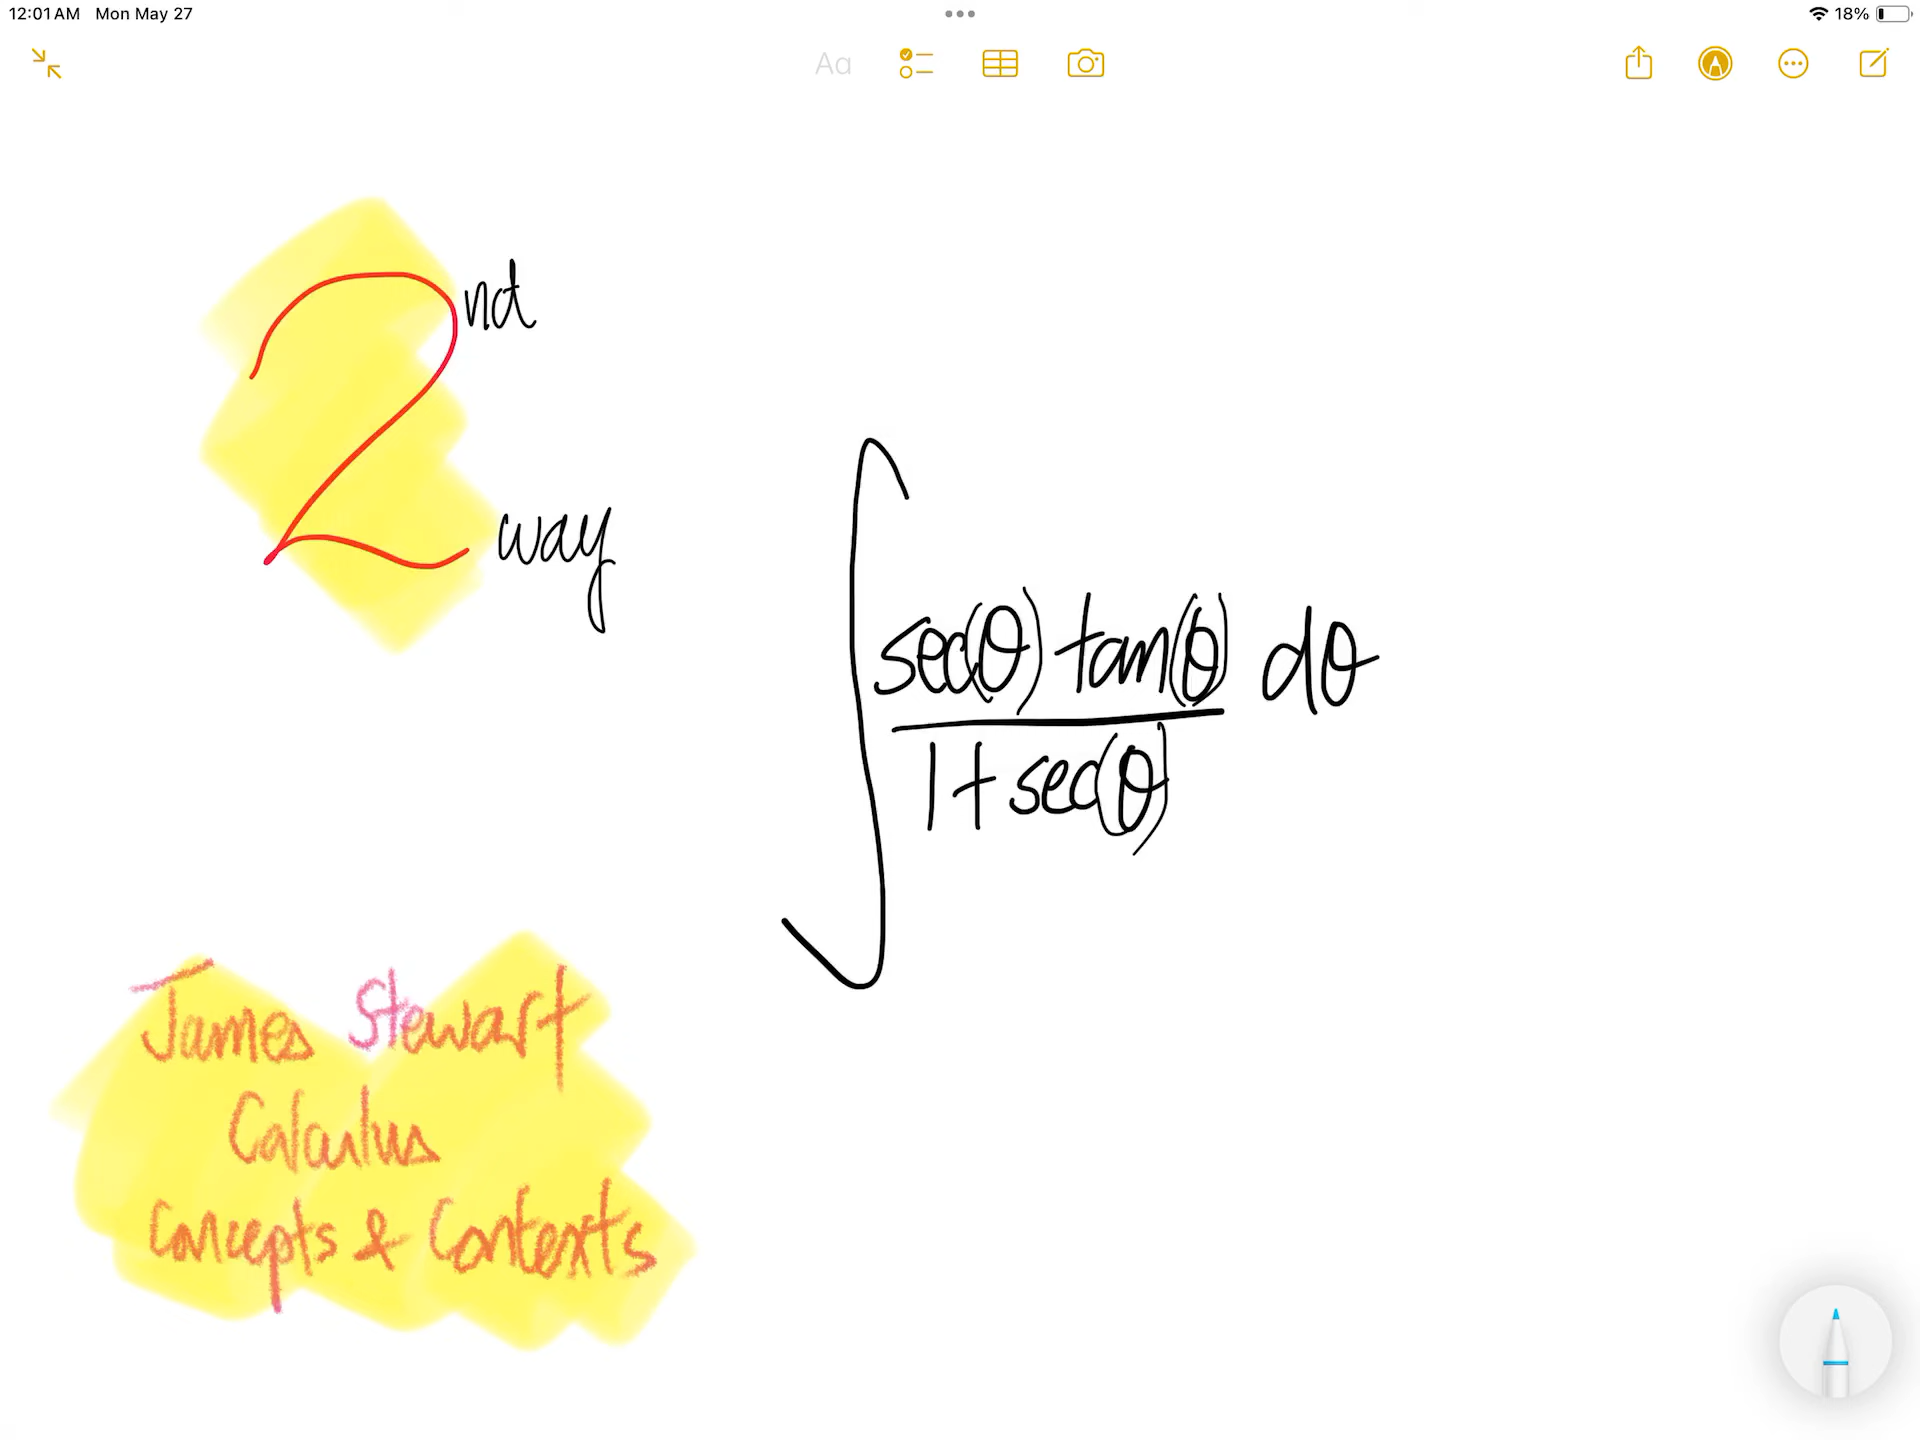 12:01 AM Mon May 27
18%
Aa
2nd
way
∫ sec(θ) tan(θ) dθ
1 + sec(θ)
James Stewart
Calculus
Concepts & Contexts